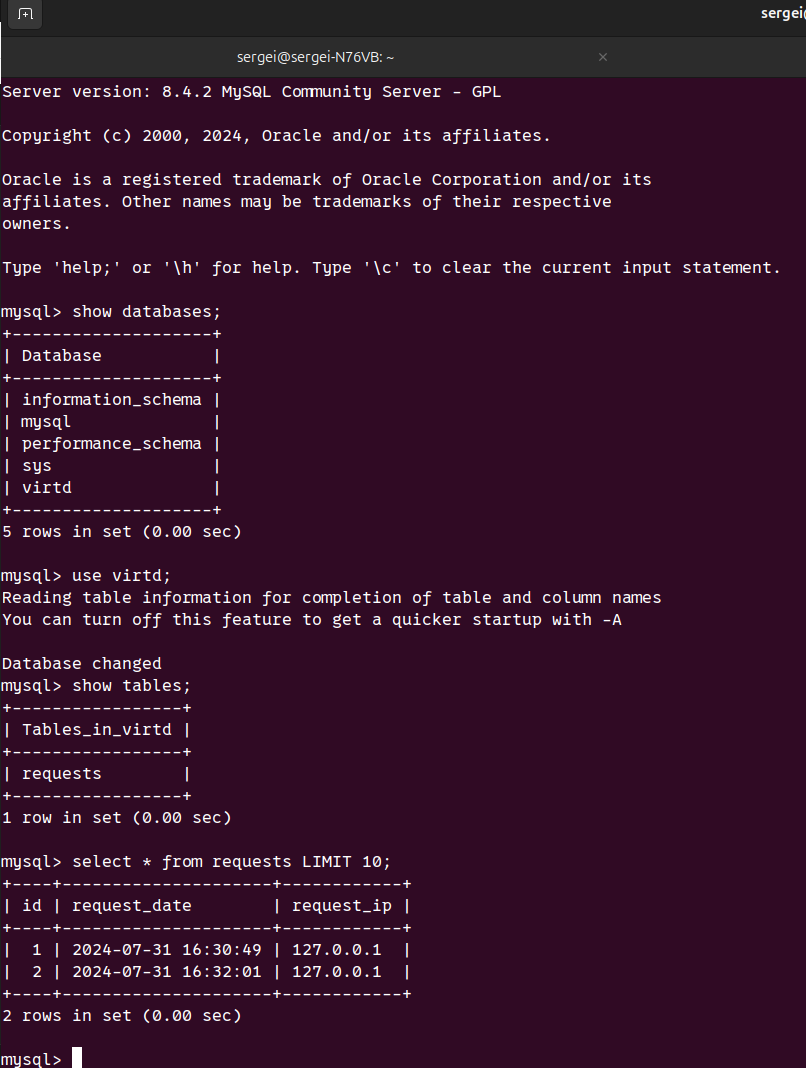 sergei
sergei@sergei-N76VB: ~
Server version: 8.4.2 MySQL Community Server - GPL
Copyright (c) 2000, 2024, Oracle and/or its affiliates.
Oracle is a registered trademark of Oracle Corporation and/or its
affiliates. Other names may be trademarks of their respective
owners.
Type 'help;' or '\h' for help. Type '\c' to clear the current input statement.
mysql> show databases;
+--------------------+
| Database           |
+--------------------+
| information_schema |
| mysql              |
| performance_schema |
| sys                |
| virtd              |
+--------------------+
5 rows in set (0.00 sec)
mysql> use virtd;
Reading table information for completion of table and column names
You can turn off this feature to get a quicker startup with -A
Database changed
mysql> show tables;
+-----------------+
| Tables_in_virtd |
+-----------------+
| requests        |
+-----------------+
1 row in set (0.00 sec)
mysql> select * from requests LIMIT 10;
+----+---------------------+------------+
| id | request_date        | request_ip |
+----+---------------------+------------+
|  1 | 2024-07-31 16:30:49 | 127.0.0.1  |
|  2 | 2024-07-31 16:32:01 | 127.0.0.1  |
+----+---------------------+------------+
2 rows in set (0.00 sec)
mysql>